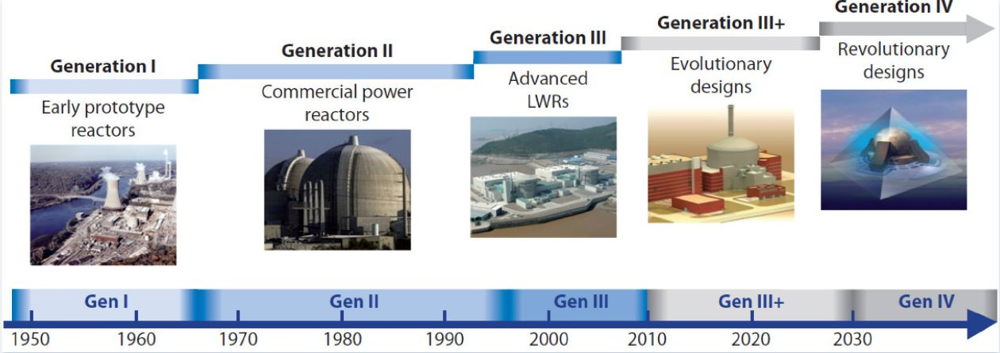 Generation I
Early prototype
reactors
Generation II
Commercial power
reactors
Generation III
Advanced
LWRs
Generation III+
Evolutionary
designs
Generation IV
Revolutionary
designs
Gen I Gen II Gen III Gen III+ Gen IV
1950 1960 1970 1980 1990 2000 2010 2020 2030